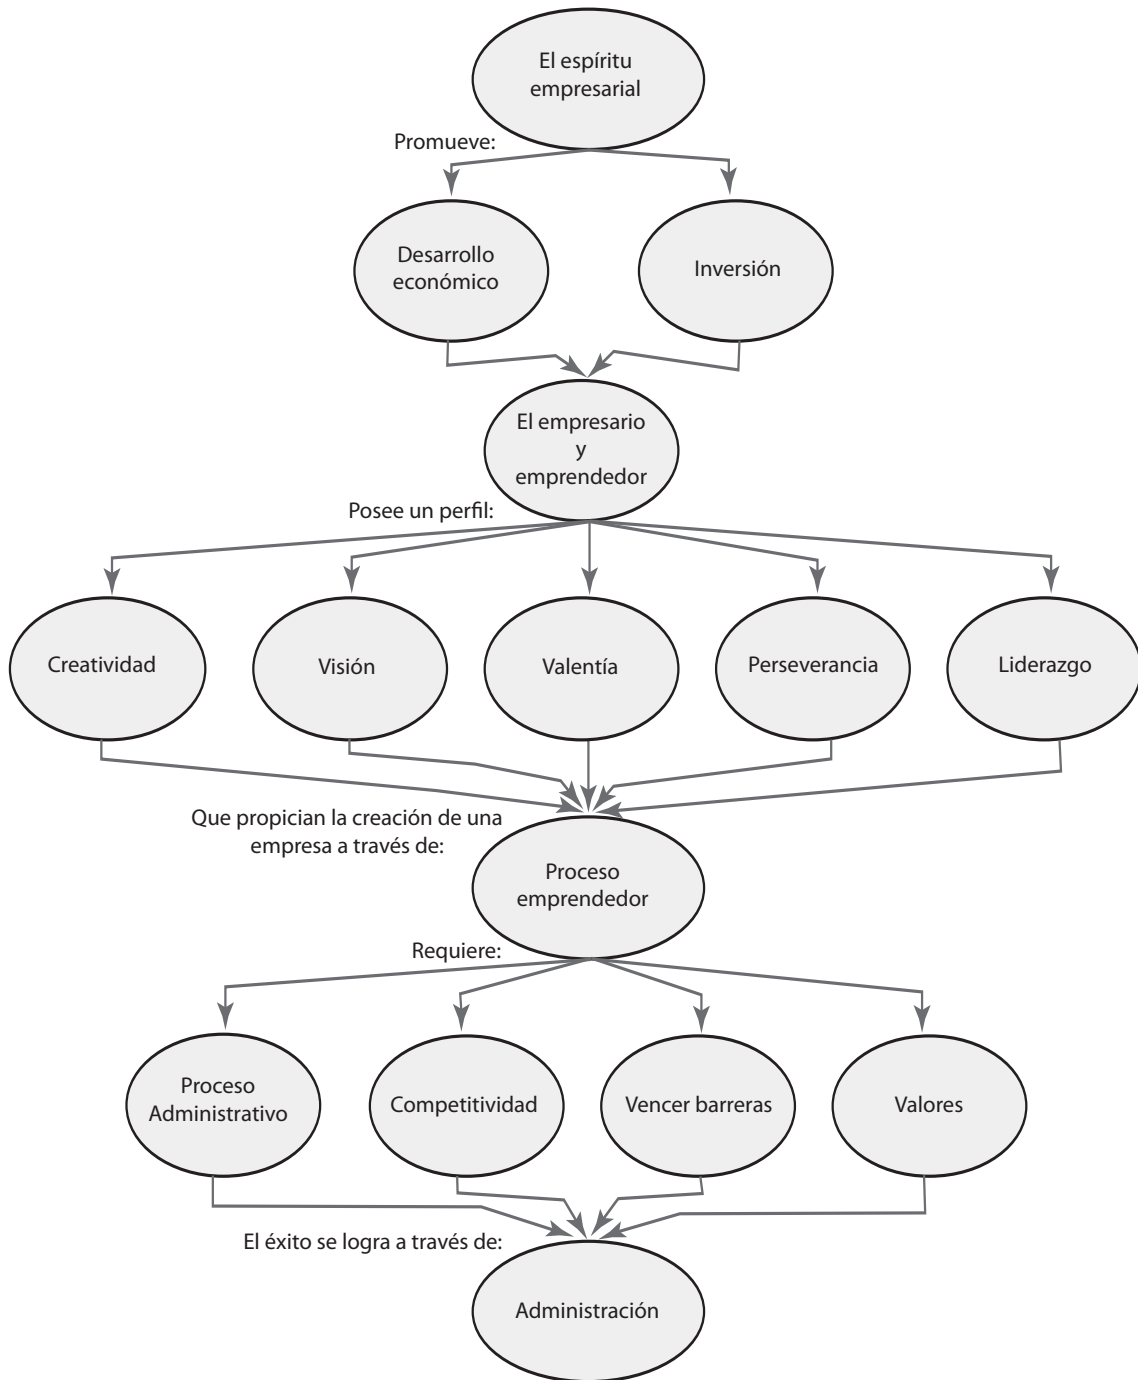 El espíritu
empresarial
Promueve:
Desarrollo
económico
Inversión
El empresario
y
emprendedor
Posee un perfil:
Creatividad
Visión
Valentía
Perseverancia
Liderazgo
Que propician la creación de una
empresa a través de:
Proceso
emprendedor
Requiere:
Proceso
Administrativo
Competitividad
Vencer barreras
Valores
El éxito se logra a través de:
Administración